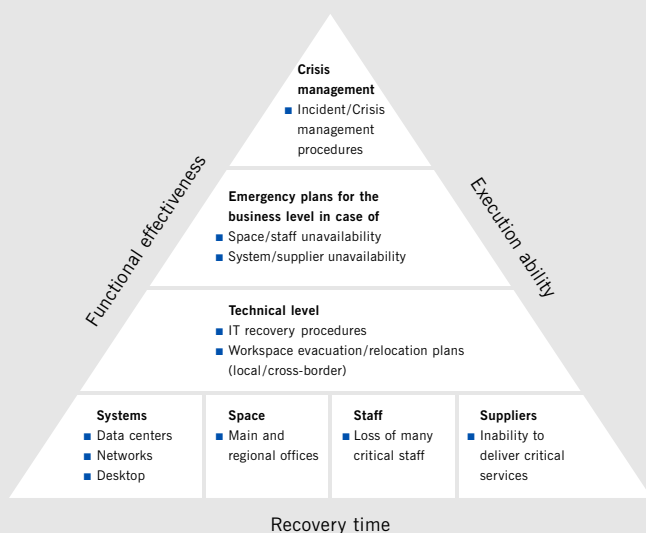 Crisis
management
■ Incident/Crisis
management
procedures
Functional effectiveness
Execution ability
Emergency plans for the
business level in case of
■ Space/staff unavailability
■ System/supplier unavailability
Technical level
■ IT recovery procedures
■ Workspace evacuation/relocation plans
(local/cross-border)
Systems
■ Data centers
■ Networks
■ Desktop
Space
■ Main and
regional offices
Staff
■ Loss of many
critical staff
Suppliers
■ Inability to
deliver critical
services
Recovery time